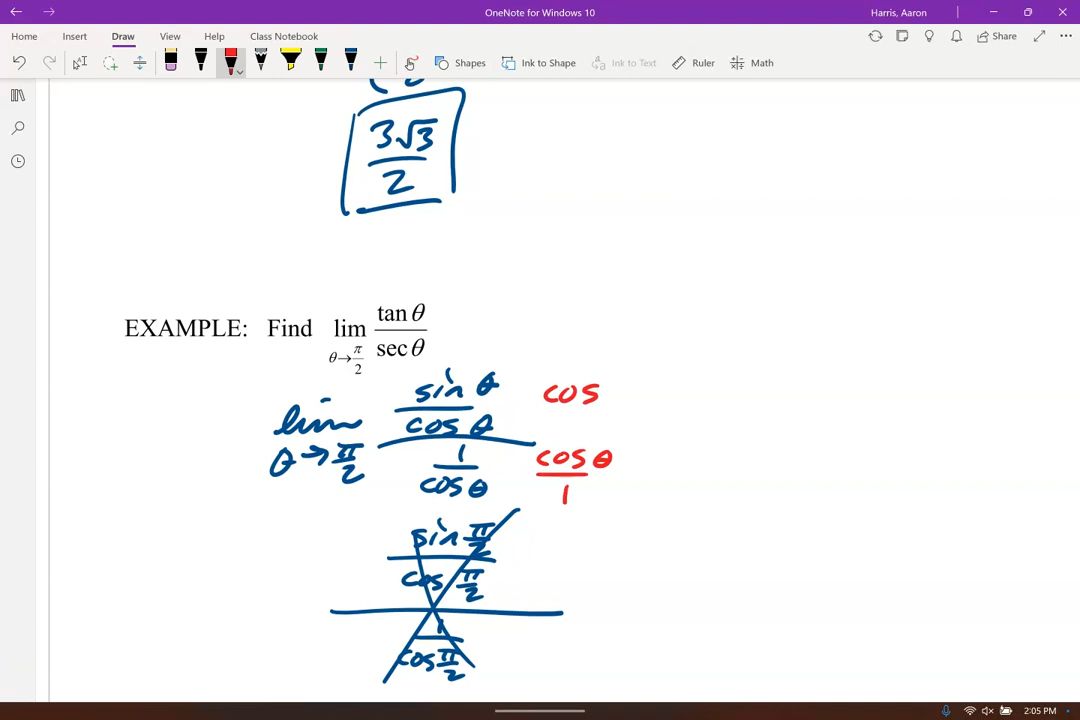 OneNote for Windows 10
Harris, Aaron
Home Insert Draw View Help Class Notebook
Share
Shapes Ink to Shape Ink to Text Ruler Math
3√3
2
EXAMPLE: Find lim tan θ
sec θ
θ→π/2
sin θ cos
lim cos θ
θ→π/2 1 cos θ
cos θ 1
sin π/2
cos π/2
1
cos π/2
2:05 PM